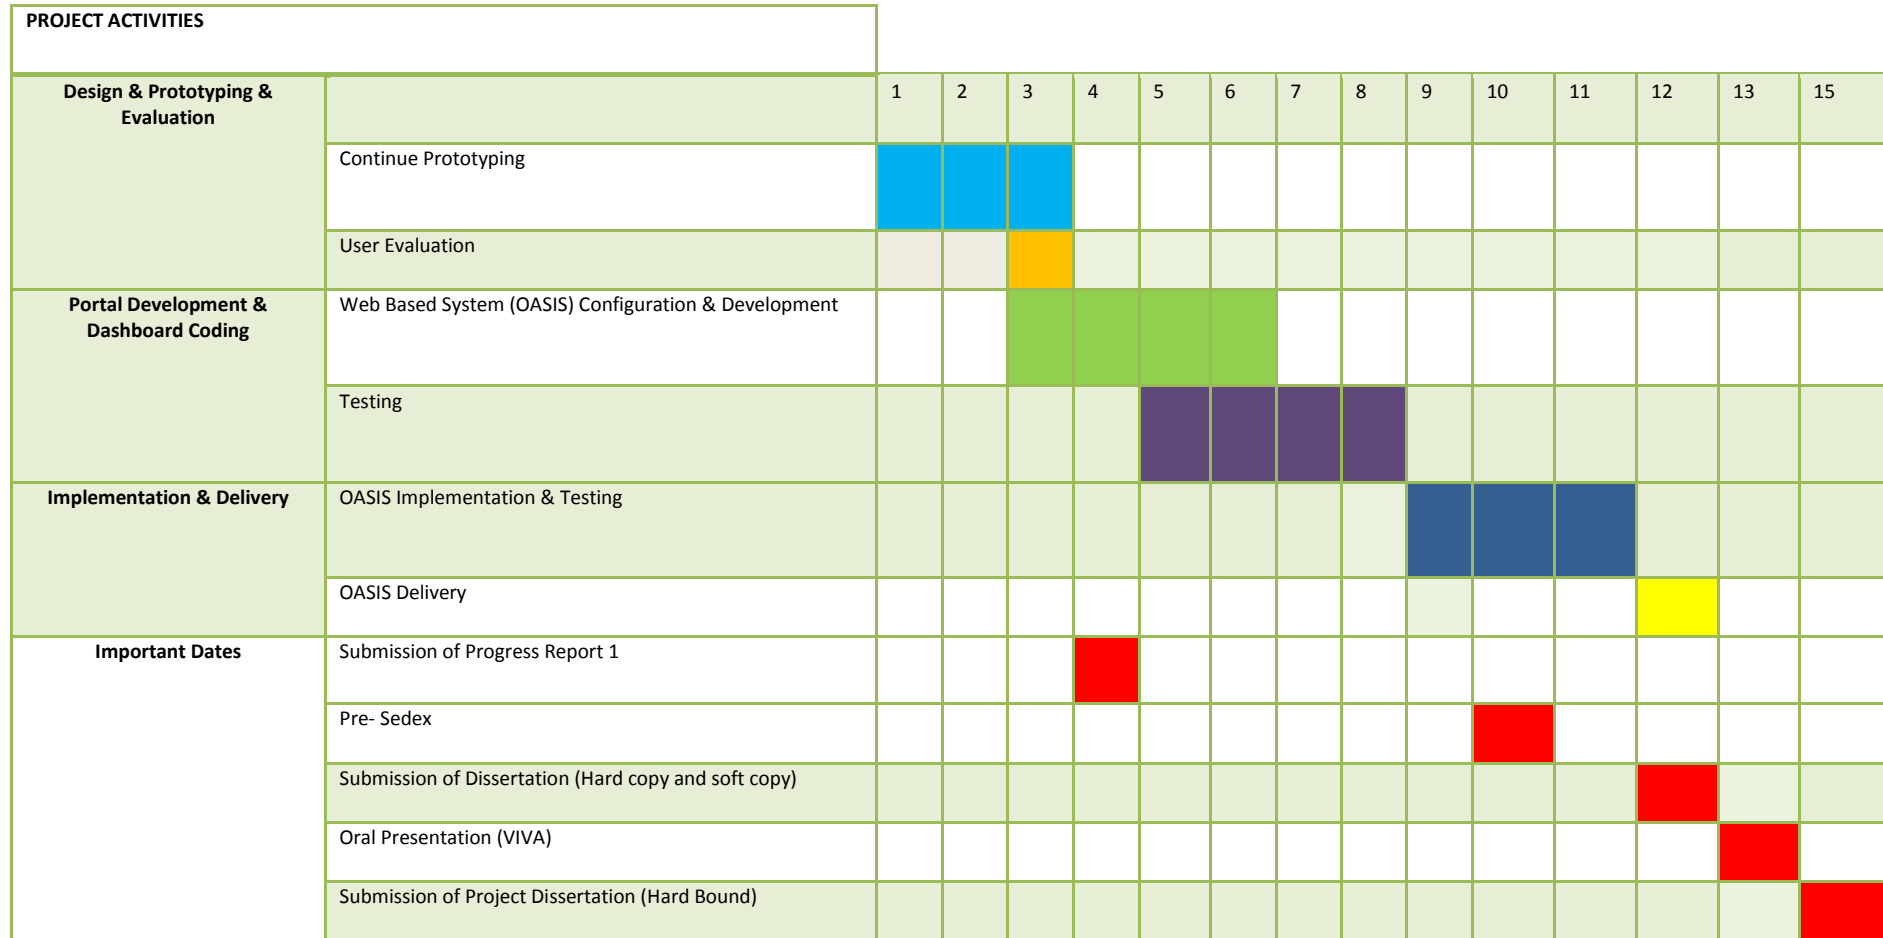 PROJECT ACTIVITIES
Design & Prototyping &
Evaluation
1 2 3 4 5 6 7 8 9 10 11 12 13 15
Continue Prototyping
User Evaluation
Portal Development &
Dashboard Coding
Web Based System (OASIS) Configuration & Development
Testing
Implementation & Delivery
OASIS Implementation & Testing
OASIS Delivery
Important Dates
Submission of Progress Report 1
Pre- Sedex
Submission of Dissertation (Hard copy and soft copy)
Oral Presentation (VIVA)
Submission of Project Dissertation (Hard Bound)